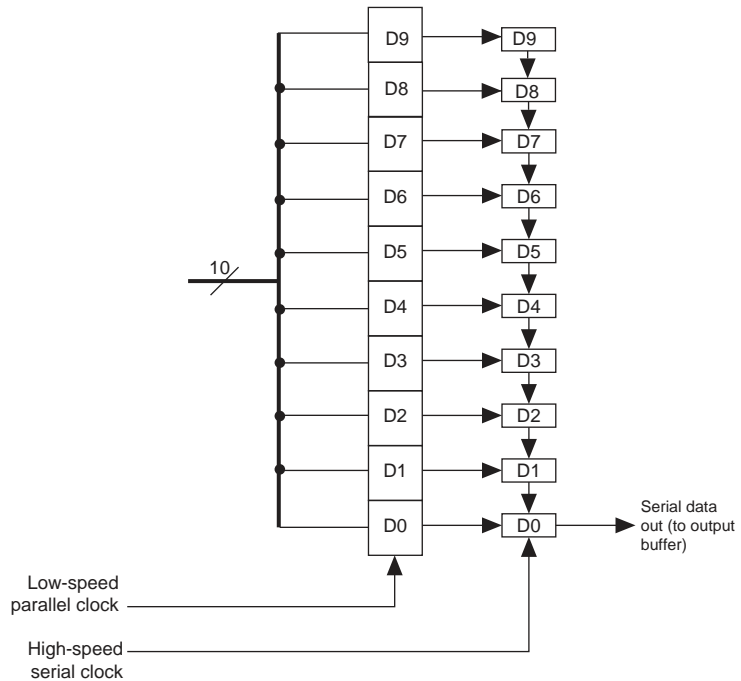 D9 D9
D8 D8
D7 D7
D6 D6
D5 D5
10
D4 D4
D3 D3
D2 D2
D1 D1
D0 D0
Serial data
out (to output
buffer)
Low-speed
parallel clock
High-speed
serial clock